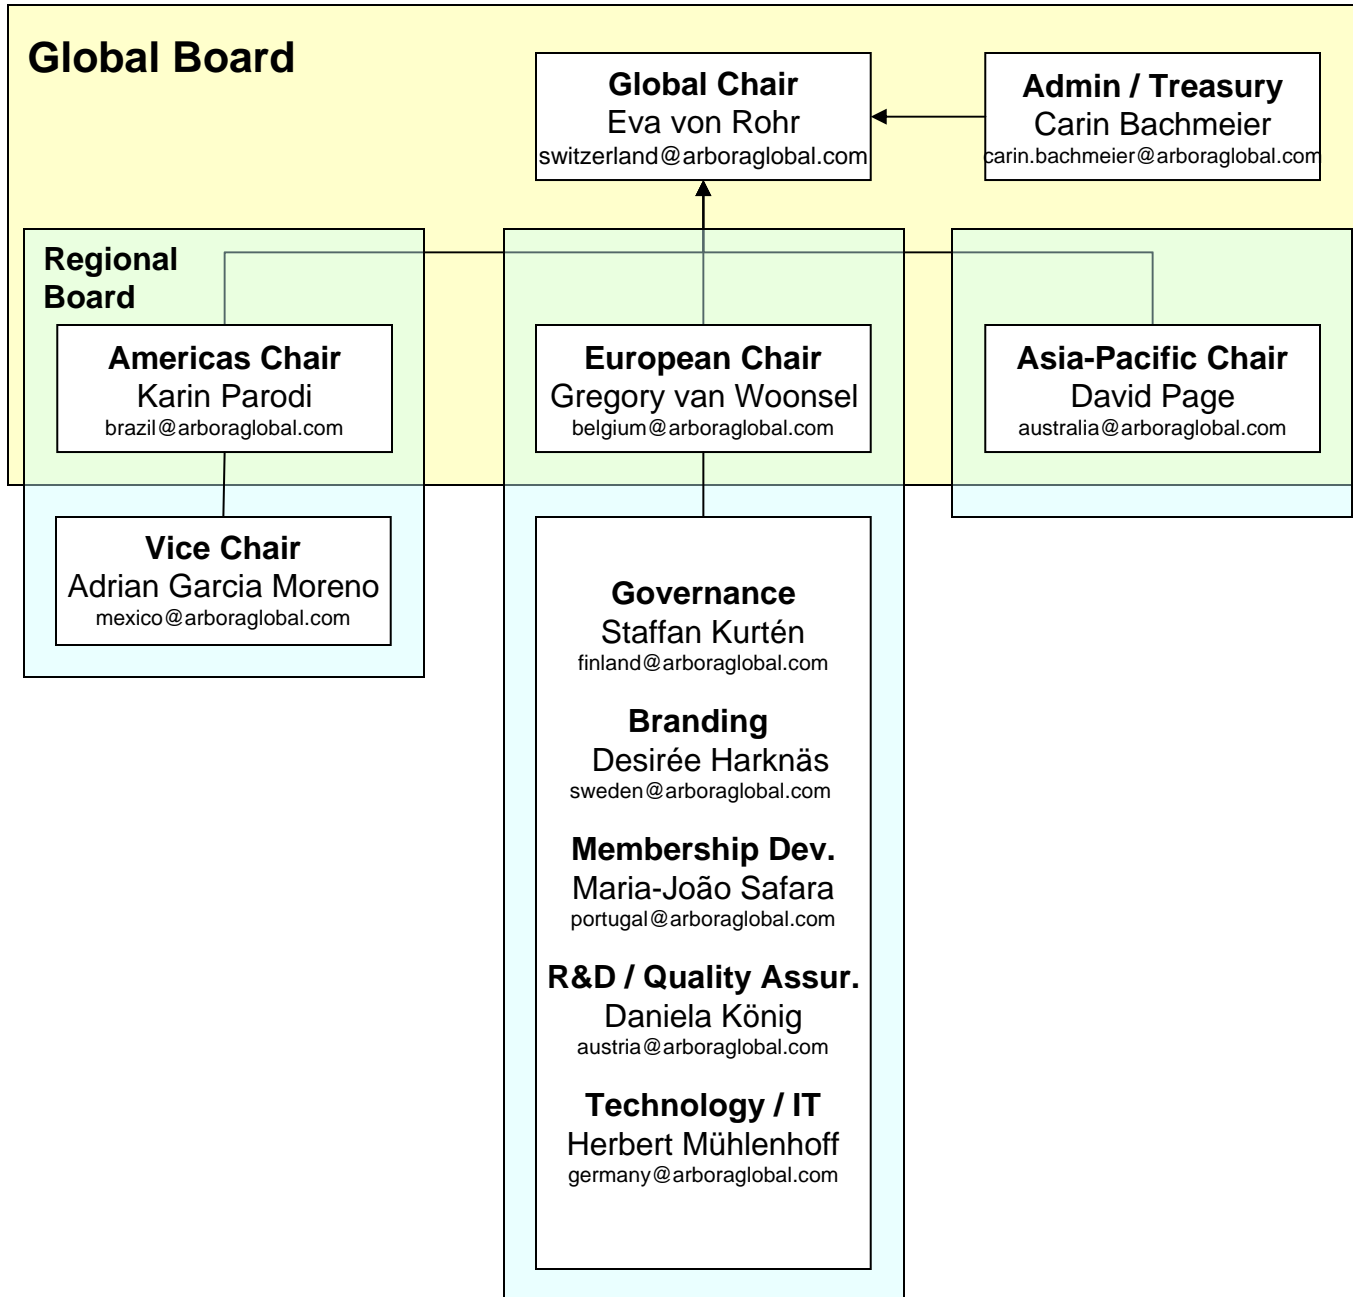 Global Board
Global Chair
Eva von Rohr
switzerland@arboraglobal.com
Admin / Treasury
Carin Bachmeier
carin.bachmeier@arboraglobal.com
Regional
Board
Americas Chair
Karin Parodi
brazil@arboraglobal.com
European Chair
Gregory van Woonsel
belgium@arboraglobal.com
Asia-Pacific Chair
David Page
australia@arboraglobal.com
Vice Chair
Adrian Garcia Moreno
mexico@arboraglobal.com
Governance
Staffan Kurtén
finland@arboraglobal.com
Branding
Desirée Harknäs
sweden@arboraglobal.com
Membership Dev.
Maria-João Safara
portugal@arboraglobal.com
R&D / Quality Assur.
Daniela König
austria@arboraglobal.com
Technology / IT
Herbert Mühlenhoff
germany@arboraglobal.com